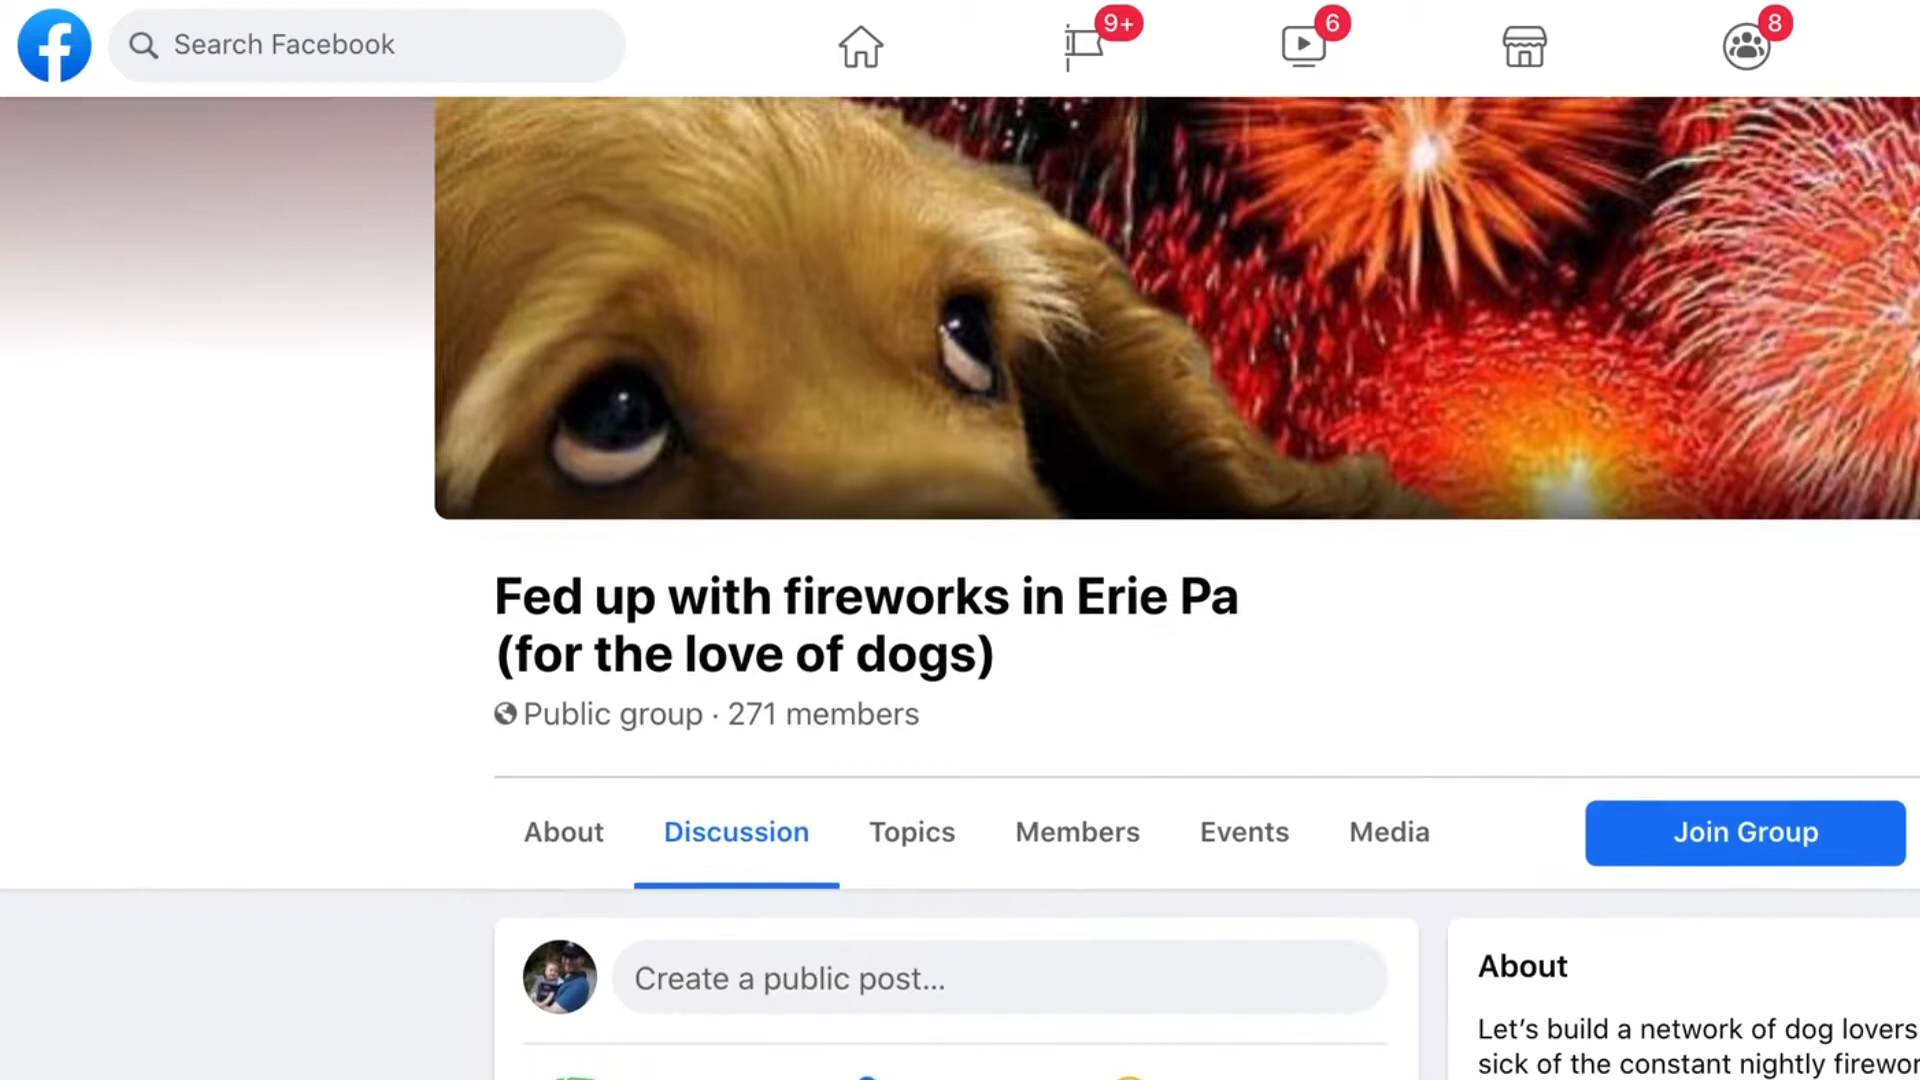 Search Facebook
9+
6
8
Fed up with fireworks in Erie Pa
(for the love of dogs)
Public group · 271 members
About
Discussion
Topics
Members
Events
Media
Join Group
Create a public post...
About
Let's build a network of dog lovers
sick of the constant nightly